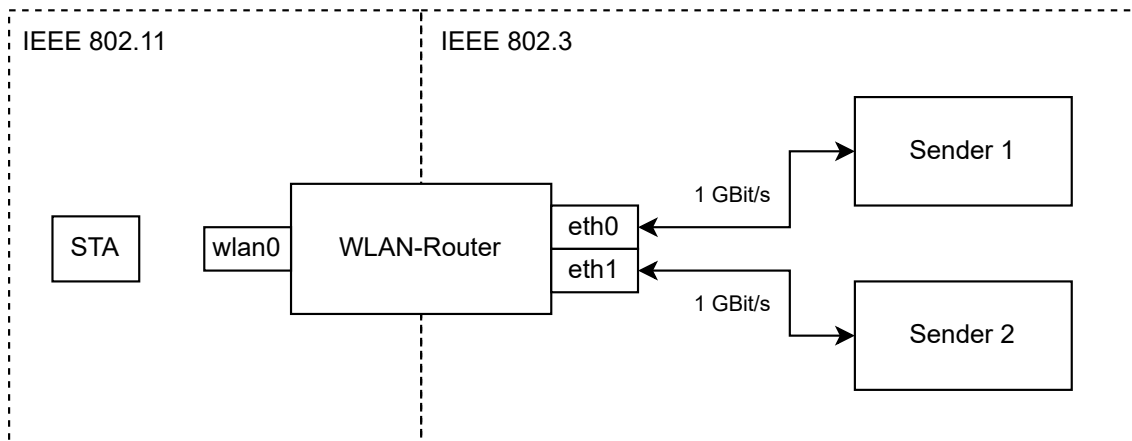 IEEE 802.11
IEEE 802.3
Sender 1
1 GBit/s
eth0
STA
wlan0
WLAN-Router
eth1
1 GBit/s
Sender 2